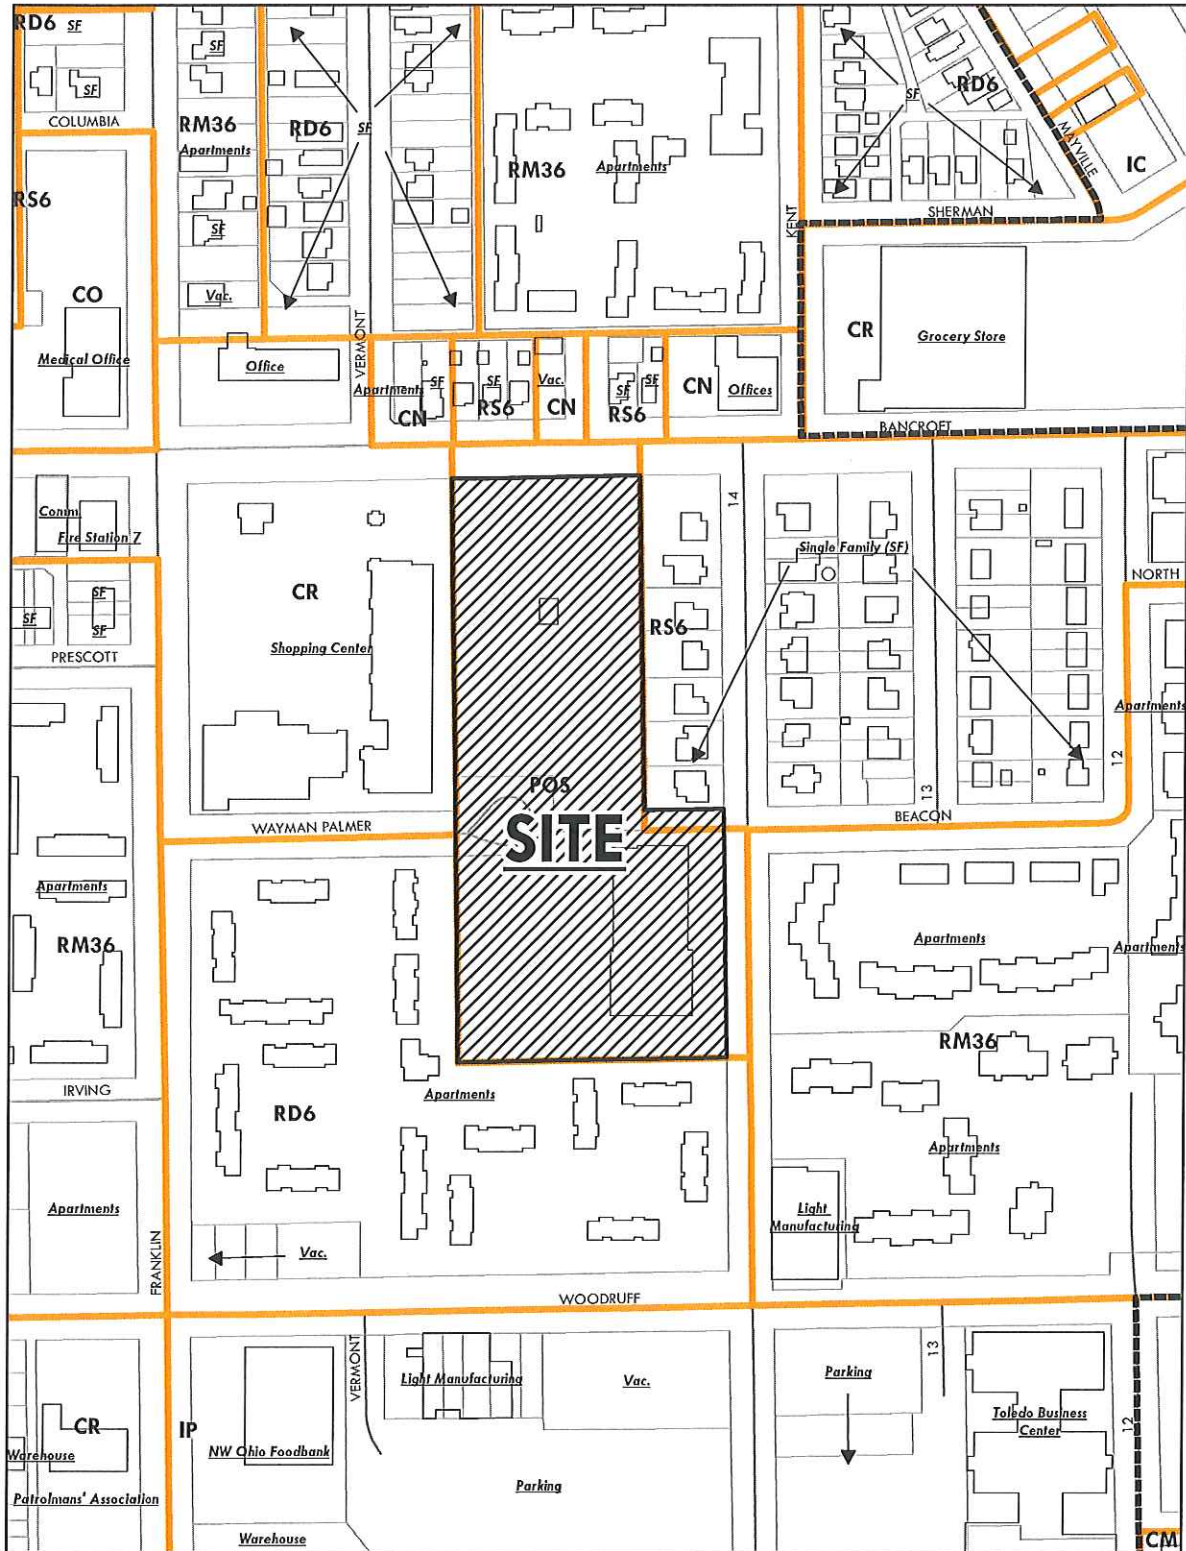 RD6 SF
SF
SF
COLUMBIA
RM36
Apartments
RD6
SF
SF
Vac.
RS6
CO
Medical Office
Office
VERMONT
RM36
Apartments
SF
RD6
MAYVILLE
IC
SHERMAN
KENT
CR
Grocery Store
BANCROFT
Apartments
SF
CN
SF
RS6
Vac.
CN
SF
SF
RS6
CN
Offices
Comm.
Fire Station 7
SF
SF
SF
PRESCOTT
CR
Shopping Center
14
Single Family (SF)
NORTH
RS6
Apartments
12
13
BEACON
POS
SITE
WAYMAN PALMER
Apartments
RM36
IRVING
Apartments
FRANKLIN
RD6
Apartments
Vac.
Apartments
Apartments
RM36
Apartments
Light
Manufacturing
WOODRUFF
VERMONT
Light Manufacturing
Vac.
Parking
13
Toledo Business
Center
12
CR
Warehouse
Patrolmans' Association
IP
NW Ohio Foodbank
Warehouse
Parking
CM